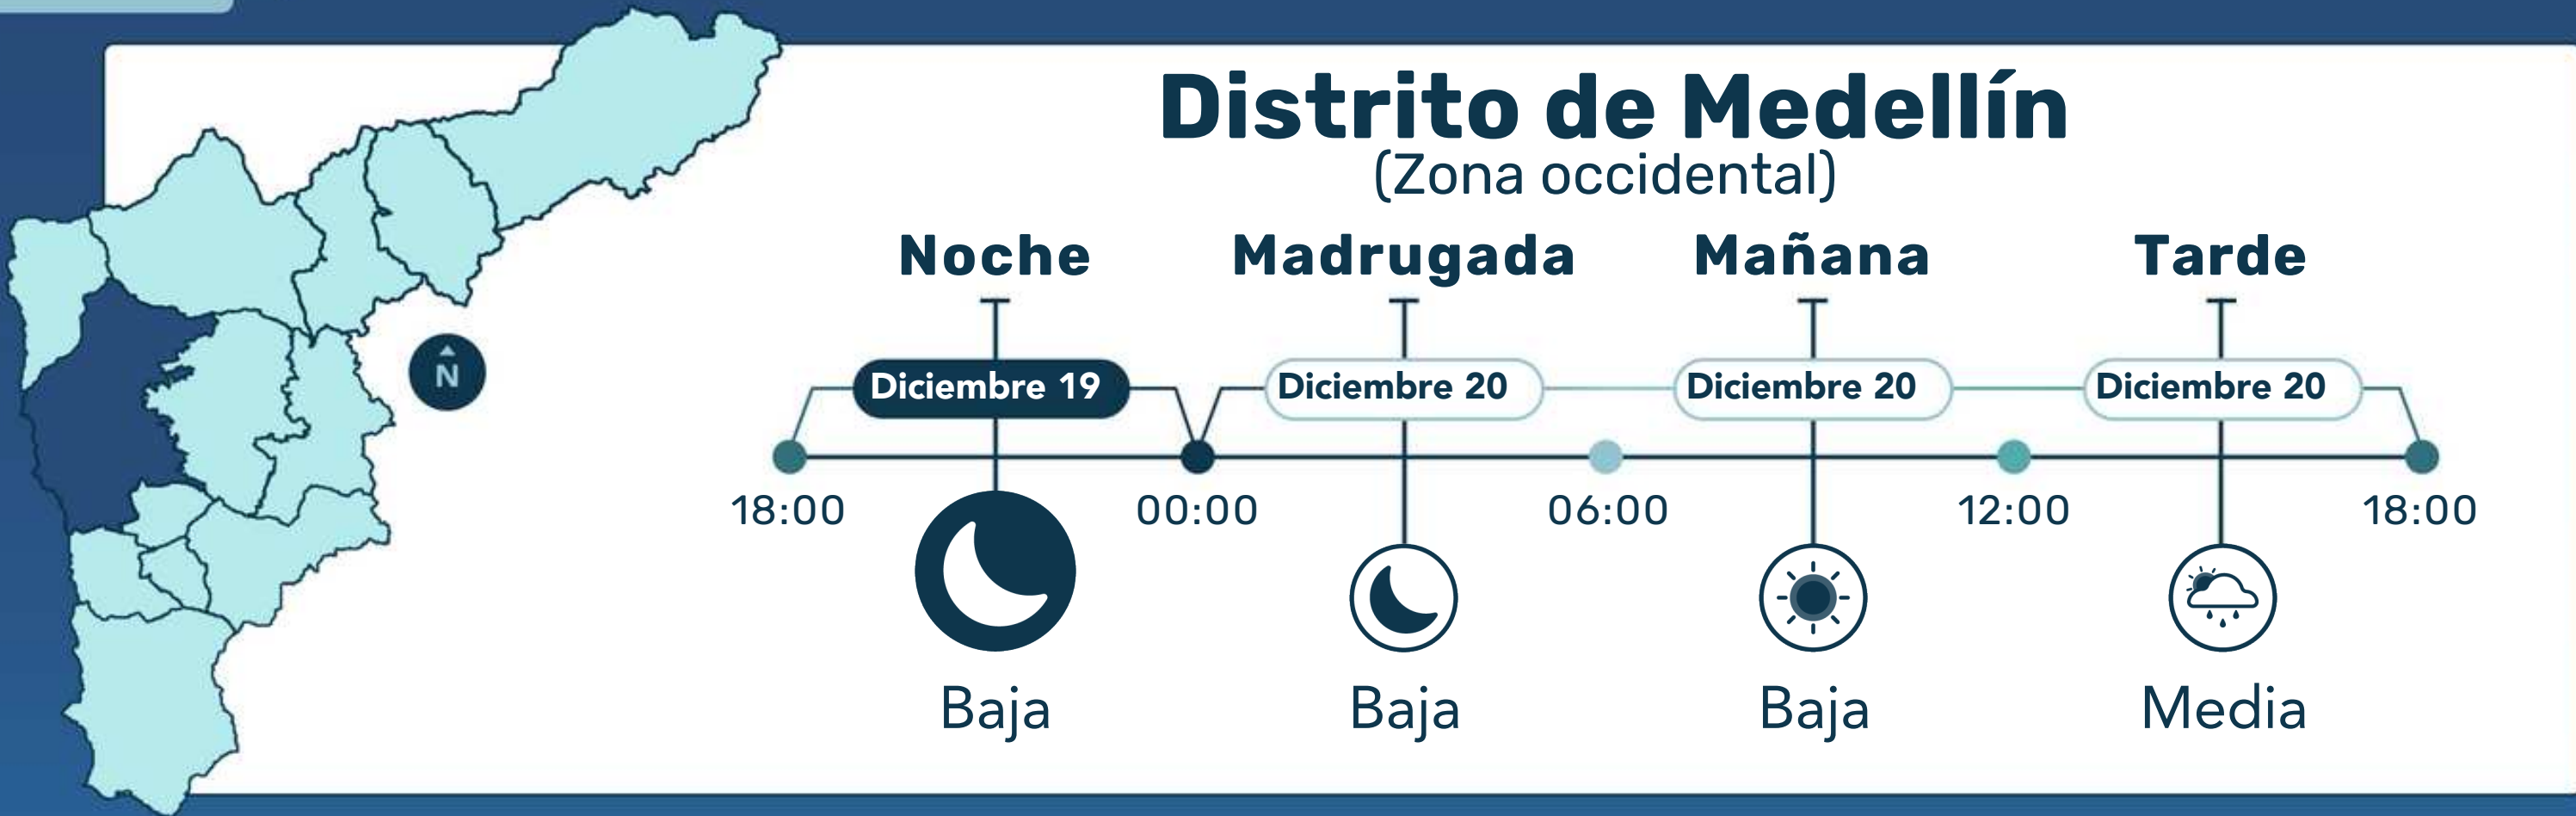 Distrito de Medellín
(Zona occidental)
Noche Madrugada Mañana Tarde
N
Diciembre 19 Diciembre 20 Diciembre 20 Diciembre 20
18:00 00:00 06:00 12:00 18:00
Baja Baja Baja Media